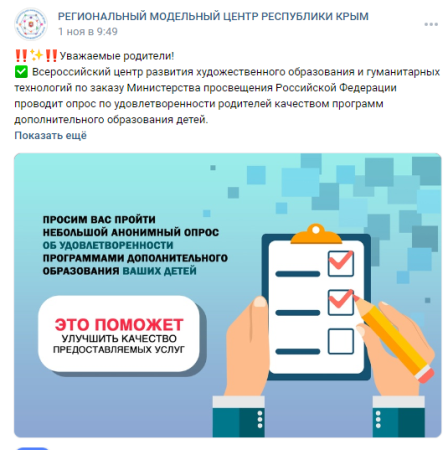 РЕГИОНАЛЬНЫЙ МОДЕЛЬНЫЙ ЦЕНТР РЕСПУБЛИКИ КРЫМ
1 ноя в 9:49
‼️✨‼️Уважаемые родители!
✅ Всероссийский центр развития художественного образования и гуманитарных
технологий по заказу Министерства просвещения Российской Федерации
проводит опрос по удовлетворенности родителей качеством программ
дополнительного образования детей.
Показать ещё
ПРОСИМ ВАС ПРОЙТИ
НЕБОЛЬШОЙ АНОНИМНЫЙ ОПРОС
ОБ УДОВЛЕТВОРЕННОСТИ
ПРОГРАММАМИ ДОПОЛНИТЕЛЬНОГО
ОБРАЗОВАНИЯ ВАШИХ ДЕТЕЙ
ЭТО ПОМОЖЕТ
УЛУЧШИТЬ КАЧЕСТВО
ПРЕДОСТАВЛЯЕМЫХ УСЛУГ